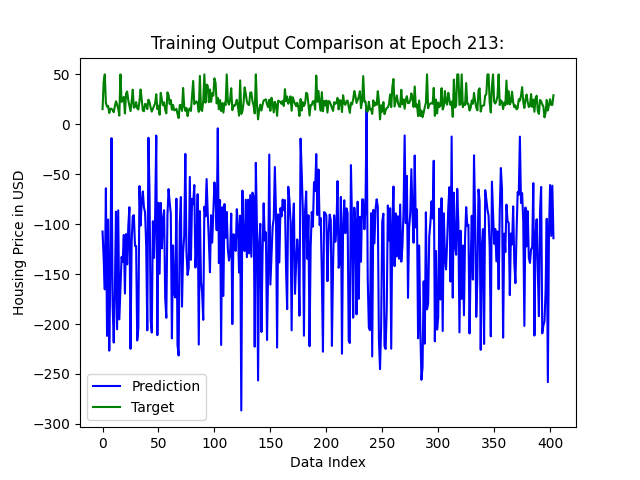 Training Output Comparison at Epoch 213:
Housing Price in USD
50
0
−50
−100
−150
−200
−250
−300
Prediction
Target
0 50 100 150 200 250 300 350 400
Data Index